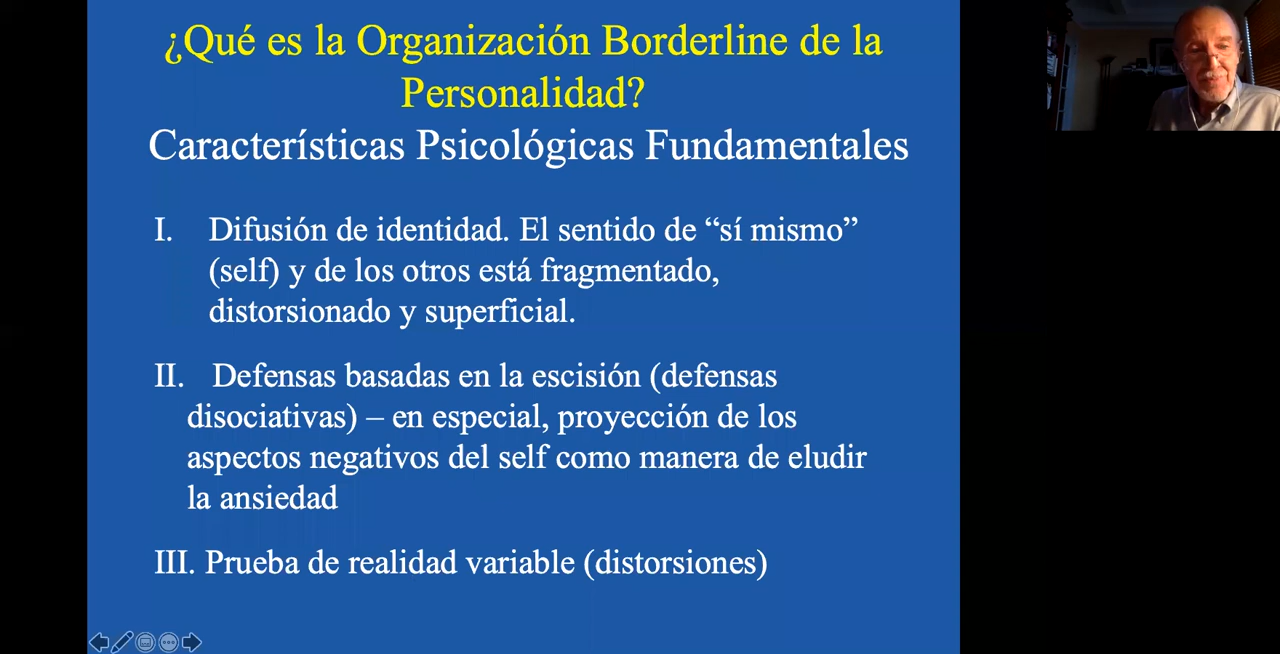 ¿Qué es la Organización Borderline de la
Personalidad?
Características Psicológicas Fundamentales
I. Difusión de identidad. El sentido de “sí mismo”
(self) y de los otros está fragmentado,
distorsionado y superficial.
II. Defensas basadas en la escisión (defensas
disociativas) – en especial, proyección de los
aspectos negativos del self como manera de eludir
la ansiedad
III. Prueba de realidad variable (distorsiones)